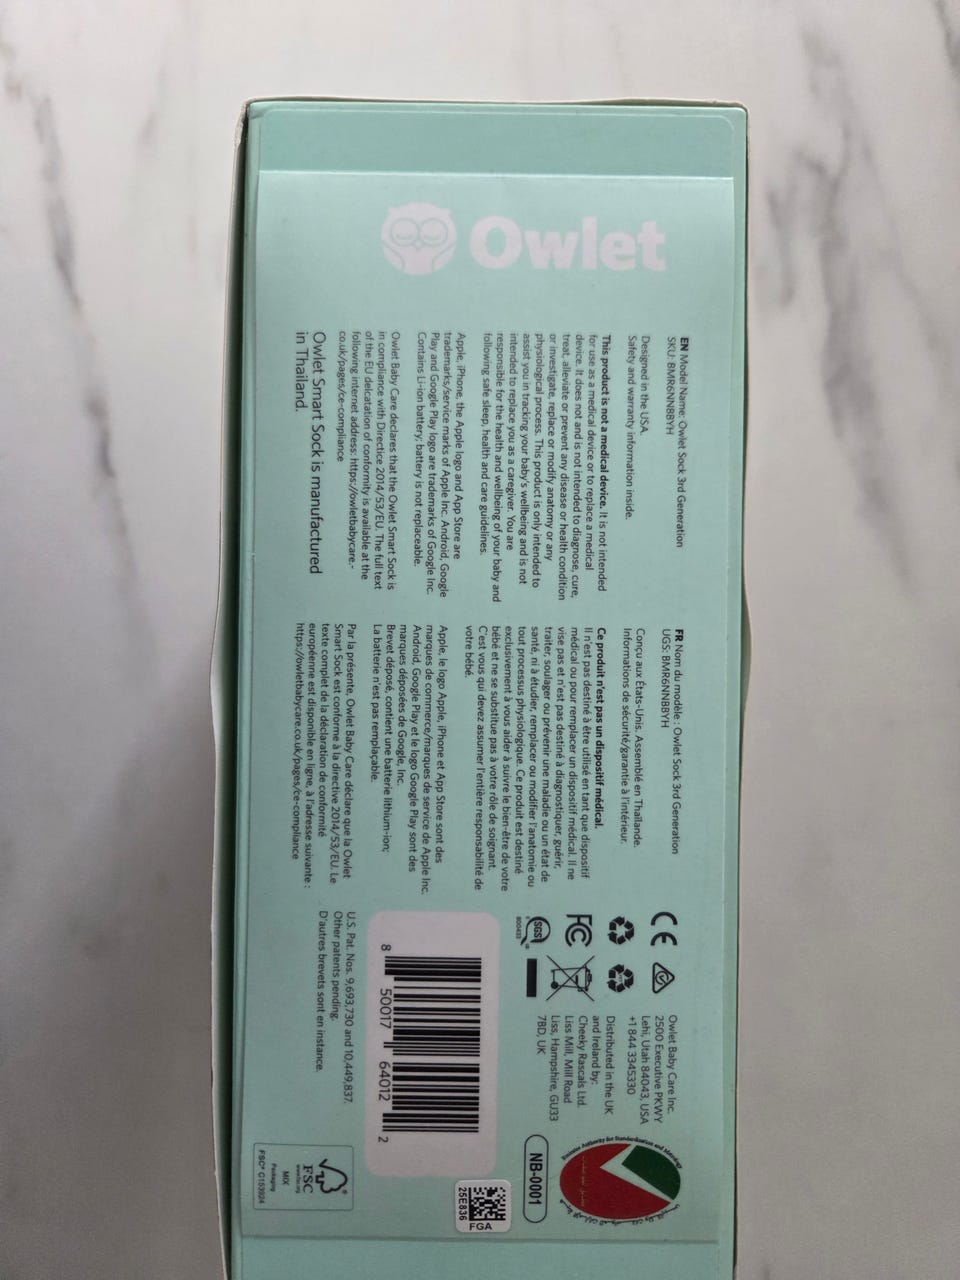 Owlet
EN Model Name: Owlet Sock 3rd Generation
SKU: BMR6NNBBYH
Designed in the USA.
Safety and warranty information inside.
This product is not a medical device. It is not intended
for use as a medical device or to replace a medical
device. It does not and is not intended to diagnose, cure,
treat, alleviate or prevent any disease or health condition
or investigate, replace or modify anatomy or any
physiological process. This product is only intended to
assist you in tracking your baby's wellbeing and is not
intended to replace you as a caregiver. You are
responsible for the health and wellbeing of your baby and
following safe sleep, health and care guidelines.
Apple, iPhone, the Apple logo and App Store are
trademarks/service marks of Apple Inc. Android, Google
Play and Google Play logo are trademarks of Google Inc.
Contains Li-ion battery; battery is not replaceable.
Owlet Baby Care declares that the Owlet Smart Sock is
in compliance with Directice 2014/53/EU. The full text
of the EU delcatation of conformity is available at the
following internet address: https://owletbabycare.-
co.uk/pages/ce-compliance
Owlet Smart Sock is manufactured
in Thailand.
FR Nom du modèle : Owlet Sock 3rd Generation
UGS: BMR6NNBBYH
Conçu aux États-Unis. Assemblé en Thaïlande.
Informations de sécurité/garantie à l'intérieur.
Ce produit n'est pas un dispositif médical.
Il n'est pas destiné à être utilisé en tant que dispositif
médical ou pour remplacer un dispositif médical. Il ne
vise pas et n'est pas destiné à diagnostiquer, guérir,
traiter, soulager ou prévenir une maladie ou un état de
santé, ni à étudier, remplacer ou modifier l'anatomie ou
tout processus physiologique. Ce produit est destiné
exclusivement à vous aider à suivre le bien-être de votre
bébé et ne se substitue pas à votre rôle de soignant.
C'est vous qui devez assumer l'entière responsabilité de
votre bébé.
Apple, le logo Apple, iPhone et App Store sont des
marques de commerce/marques de service de Apple Inc.
Android, Google Play et le logo Google Play sont des
marques déposées de Google, Inc.
Brevet déposé, contient une batterie lithium-ion;
La batterie n'est pas remplaçable.
Par la présente, Owlet Baby Care déclare que la Owlet
Smart Sock est conforme à la directive 2014/53/EU. Le
texte complet de la déclaration de conformité
européenne est disponible en ligne, à l'adresse suivante :
https://owletbabycare.co.uk/pages/ce-compliance
CE
FC
SGS
Owlet Baby Care Inc.
2500 Executive PKWY
Lehi, Utah 84043, USA
+1 844 3345330
Distributed in the UK
and Ireland by:
Cheeky Rascals Ltd.
Liss Mill, Mill Road
Liss, Hampshire, GU33
7BD, UK
8 50017 64012 2
U.S. Pat. Nos. 9,693,730 and 10,449,837.
Other patents pending.
D'autres brevets sont en instance.
Emirates Authority for Standardization and Metrology
NB-0001
25E836
FGA
FSC
www.fsc.org
MIX
Packaging
FSC® C153924